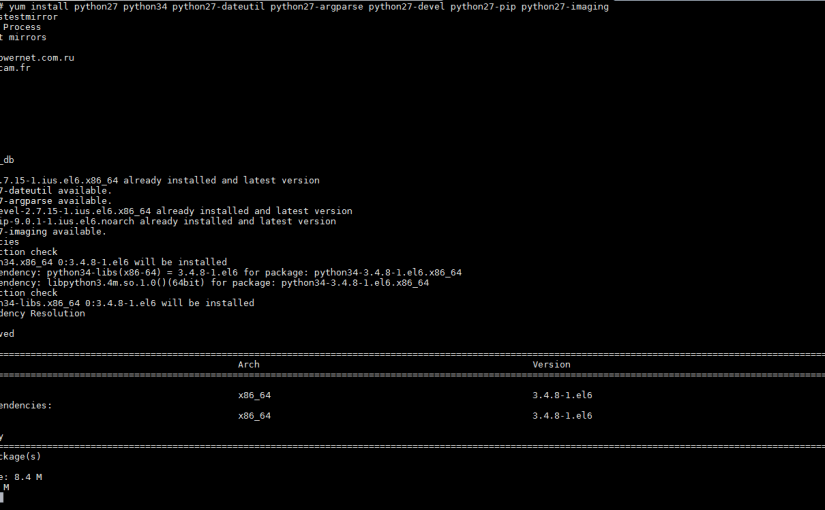 # yum install python27 python34 python27-dateutil python27-argparse python27-devel python27-pip python27-imaging
stestmirror
Process
t mirrors
owernet.com.ru
cam.fr
_db
.7.15-1.ius.el6.x86_64 already installed and latest version
7-dateutil available.
7-argparse available.
evel-2.7.15-1.ius.el6.x86_64 already installed and latest version
ip-9.0.1-1.ius.el6.noarch already installed and latest version
7-imaging available.
cies
ction check
n34.x86_64 0:3.4.8-1.el6 will be installed
endency: python34-libs(x86-64) = 3.4.8-1.el6 for package: python34-3.4.8-1.el6.x86_64
endency: libpython3.4m.so.1.0()(64bit) for package: python34-3.4.8-1.el6.x86_64
ction check
n34-libs.x86_64 0:3.4.8-1.el6 will be installed
dency Resolution
ved
Arch Version
x86_64 3.4.8-1.el6
endencies:
x86_64 3.4.8-1.el6
y
ckage(s)
e: 8.4 M
M